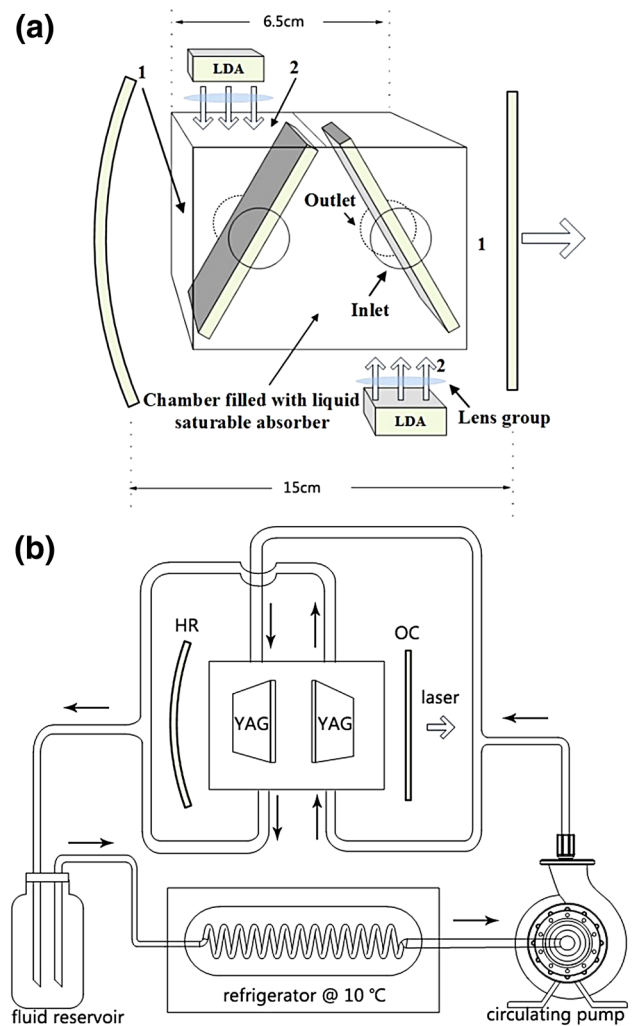 (a)
6.5cm
1
LDA
2
Outlet
1
Inlet
2
Chamber filled with liquid
saturable absorber
LDA
Lens group
15cm
(b)
HR
OC
YAG
YAG
laser
refrigerator @ 10 ℃
fluid reservoir
circulating pump